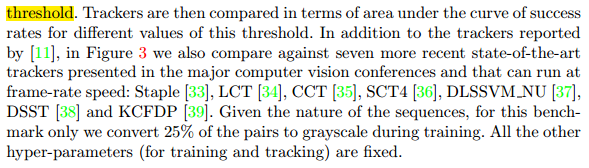 threshold. Trackers are then compared in terms of area under the curve of success
rates for different values of this threshold. In addition to the trackers reported
by [11], in Figure 3 we also compare against seven more recent state-of-the-art
trackers presented in the major computer vision conferences and that can run at
frame-rate speed: Staple [33], LCT [34], CCT [35], SCT4 [36], DLSSVM_NU [37],
DSST [38] and KCFDP [39]. Given the nature of the sequences, for this bench-
mark only we convert 25% of the pairs to grayscale during training. All the other
hyper-parameters (for training and tracking) are fixed.